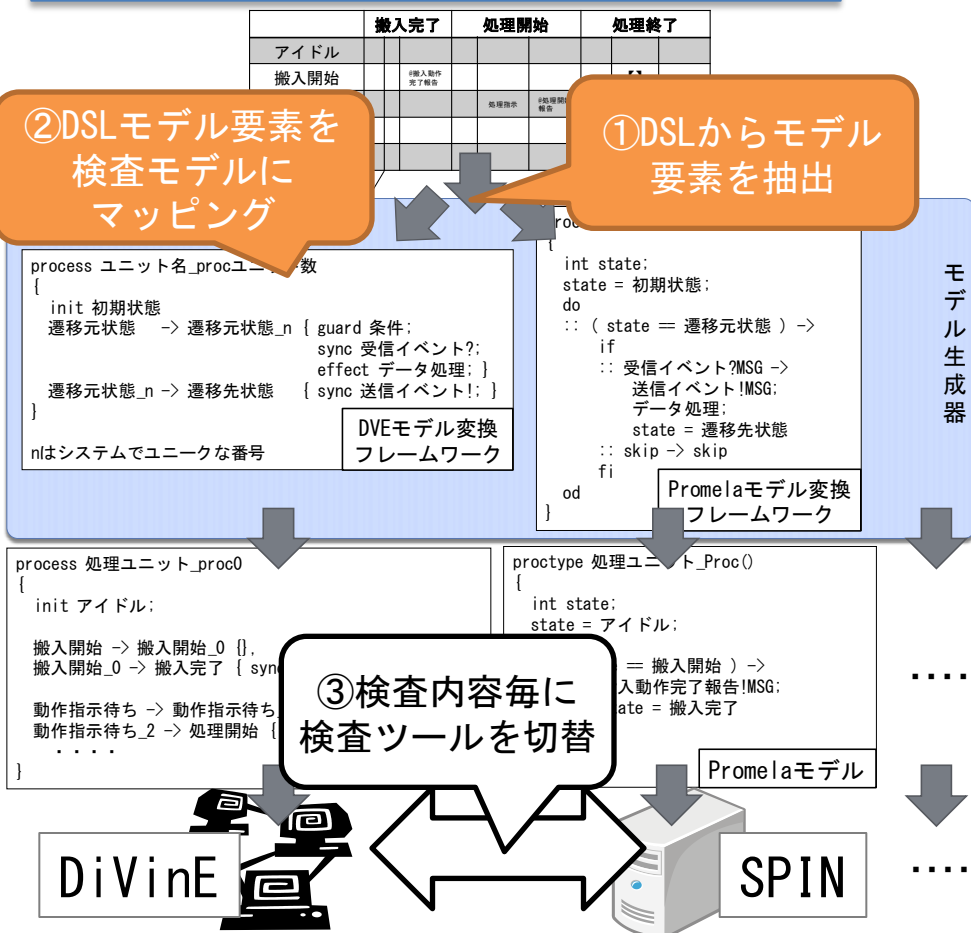 搬入完了 処理開始 処理終了
アイドル
搬入開始
#搬入動作
完了報告
処理指示
報告
②DSLモデル要素を
検査モデルに
マッピング
①DSLからモデル
要素を抽出
モデル生成器
process ユニット名_procユニ
数
{
init 初期状態
遷移元状態 -> 遷移元状態_n { guard 条件;
sync 受信イベント?;
effect データ処理; }
遷移元状態_n -> 遷移先状態 { sync 送信イベント!; }
}
nはシステムでユニークな番号
DVEモデル変換
フレームワーク
{
int state;
state = 初期状態;
do
:: ( state == 遷移元状態 ) ->
if
:: 受信イベント?MSG ->
送信イベント!MSG;
データ処理;
state = 遷移先状態
:: skip -> skip
fi
od
}
Promelaモデル変換
フレームワーク
process 処理ユニット_proc0
{
init アイドル;
搬入開始 -> 搬入開始_0 {},
搬入開始_0 -> 搬入完了 { syn
動作指示待ち -> 動作指示待ち_
動作指示待ち_2 -> 処理開始 {
・・・・
}
proctype 処理ユニット_Proc()
{
int state;
state = アイドル;
== 搬入開始 ) ->
入動作完了報告!MSG;
ate = 搬入完了
Promelaモデル
③検査内容毎に
検査ツールを切替
....
DiVinE
SPIN
....